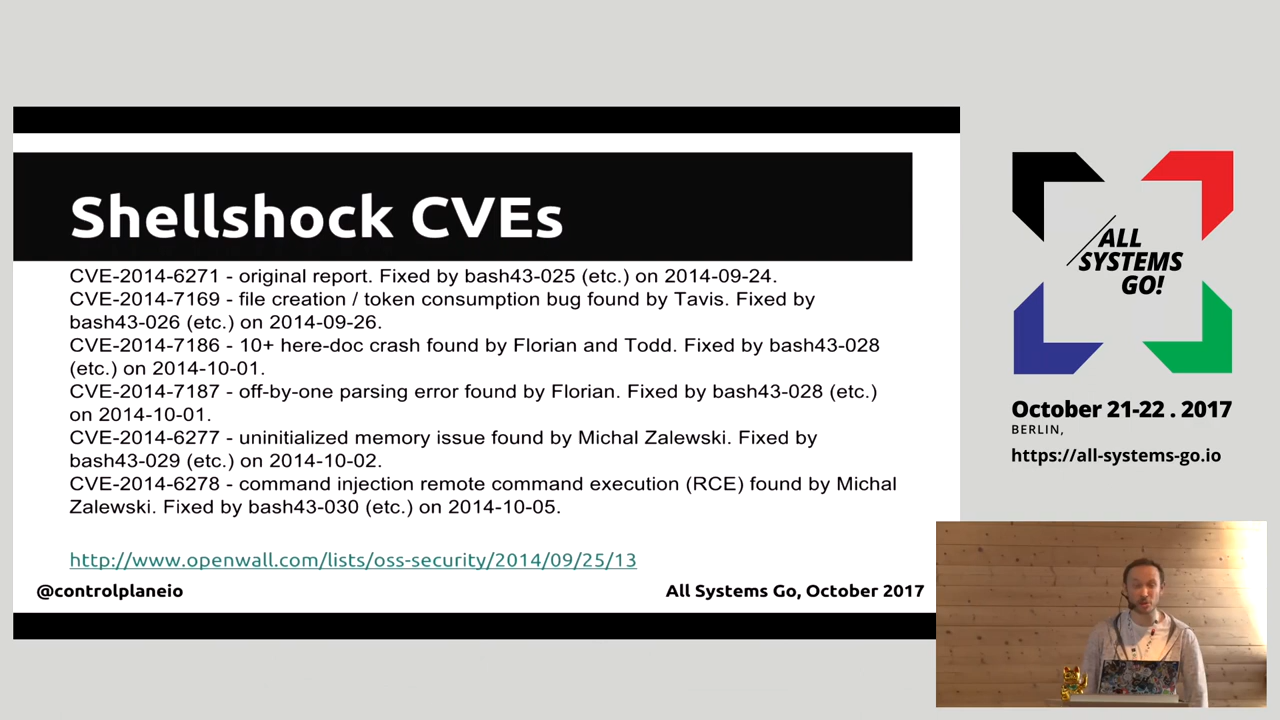 Shellshock CVEs
CVE-2014-6271 - original report. Fixed by bash43-025 (etc.) on 2014-09-24.
CVE-2014-7169 - file creation / token consumption bug found by Tavis. Fixed by
bash43-026 (etc.) on 2014-09-26.
CVE-2014-7186 - 10+ here-doc crash found by Florian and Todd. Fixed by bash43-028
(etc.) on 2014-10-01.
CVE-2014-7187 - off-by-one parsing error found by Florian. Fixed by bash43-028 (etc.)
on 2014-10-01.
CVE-2014-6277 - uninitialized memory issue found by Michal Zalewski. Fixed by
bash43-029 (etc.) on 2014-10-02.
CVE-2014-6278 - command injection remote command execution (RCE) found by Michal
Zalewski. Fixed by bash43-030 (etc.) on 2014-10-05.
http://www.openwall.com/lists/oss-security/2014/09/25/13
@controlplaneio
All Systems Go, October 2017
ALL
SYSTEMS
GO!
October 21-22 . 2017
BERLIN,
https://all-systems-go.io